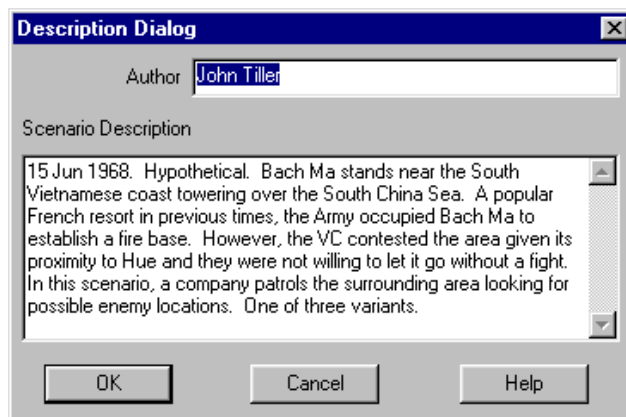 Description Dialog
Author John Tiller
Scenario Description
15 Jun 1968.  Hypothetical.  Bach Ma stands near the South
Vietnamese coast towering over the South China Sea.  A popular
French resort in previous times, the Army occupied Bach Ma to
establish a fire base.  However, the VC contested the area given its
proximity to Hue and they were not willing to let it go without a fight.
In this scenario, a company patrols the surrounding area looking for
possible enemy locations.  One of three variants.
OK Cancel Help